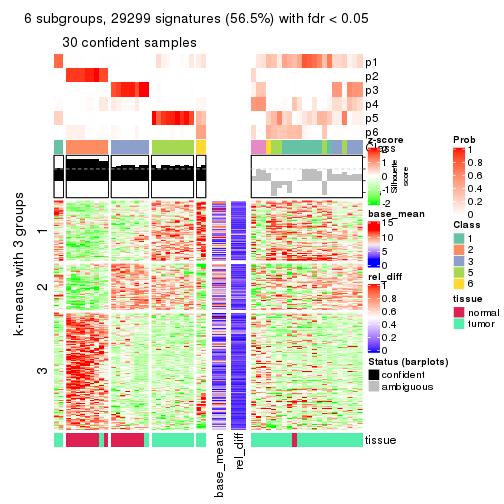 6 subgroups, 29299 signatures (56.5%) with fdr < 0.05
30 confident samples
p1
p2
p3
p4
p5
p6
Class
Silhouette
score
k-means with 3 groups
1
2
3
tissue
base_mean
rel_diff
z-score
2
1
0
-1
-2
base_mean
15
10
5
0
rel_diff
1
0.8
0.6
0.4
0.2
0
Status (barplots)
confident
ambiguous
Prob
1
0.8
0.6
0.4
0.2
0
Class
1
2
3
4
5
6
tissue
normal
tumor